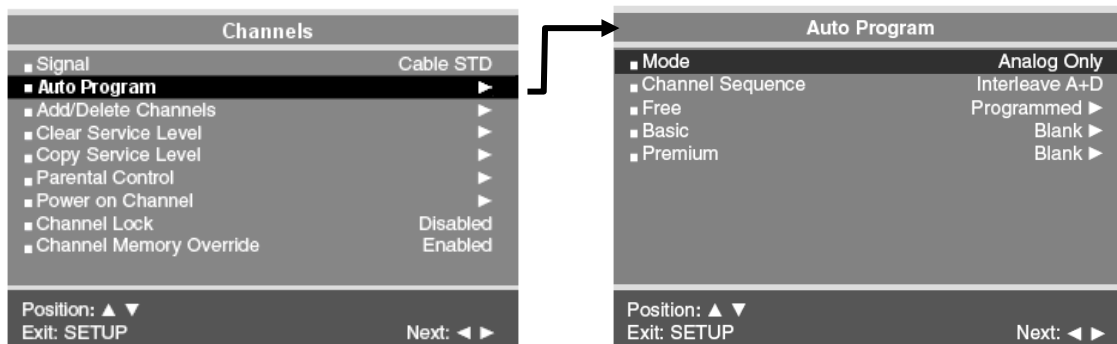 Channels
Signal Cable STD
Auto Program ►
Add/Delete Channels ►
Clear Service Level ►
Copy Service Level ►
Parental Control ►
Power on Channel ►
Channel Lock Disabled
Channel Memory Override Enabled
Position: ▲ ▼
Exit: SETUP Next: ◄ ►
Auto Program
Mode Analog Only
Channel Sequence Interleave A+D
Free Programmed ►
Basic Blank ►
Premium Blank ►
Position: ▲ ▼
Exit: SETUP Next: ◄ ►